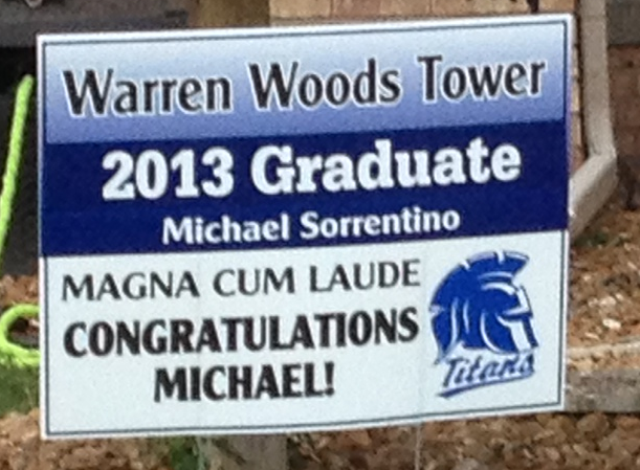 Warren Woods Tower
2013 Graduate
Michael Sorrentino
MAGNA CUM LAUDE
CONGRATULATIONS
MICHAEL!
Titans